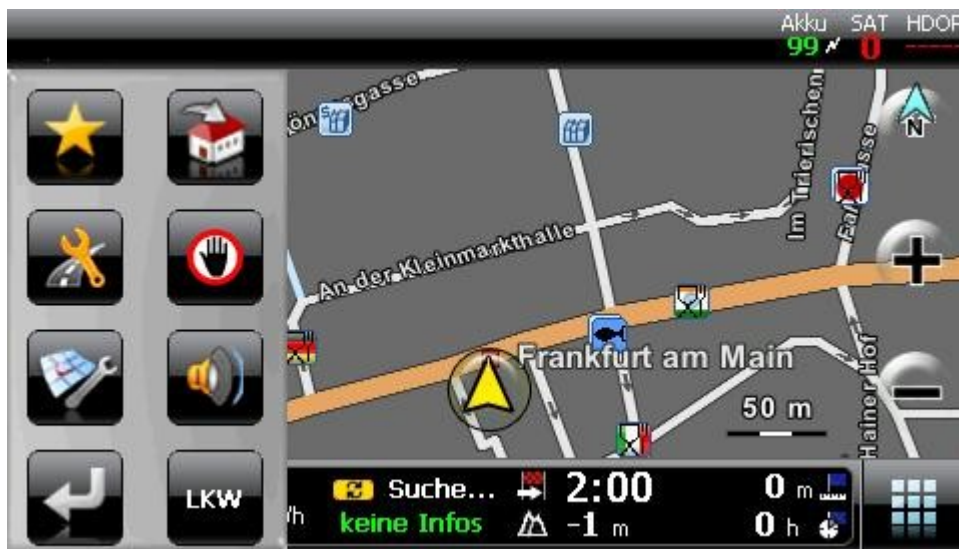 Akku SAT HDOP
99 0 -----
gasse
Im Trierischen
N
An der Kleinmarkthalle
Frankfurt am Main
50 m
Hainer Hof
LKW
Suche... 2:00 0 m
/h keine Infos -1 m 0 h